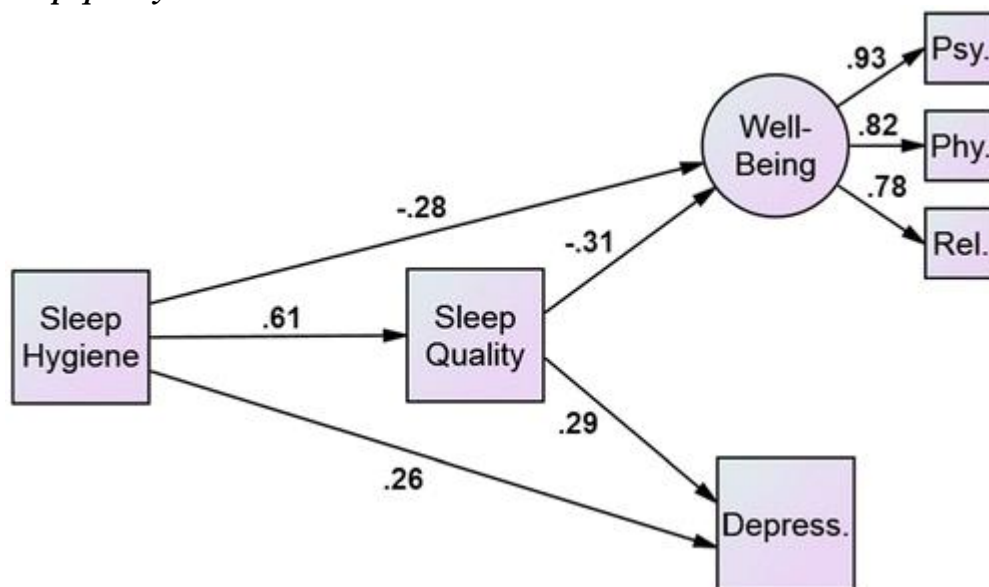 Psy.
.93
Well-
Being
.82
Phy.
.78
Rel.
-.28
-.31
Sleep
Hygiene
.61
Sleep
Quality
.29
.26
Depress.